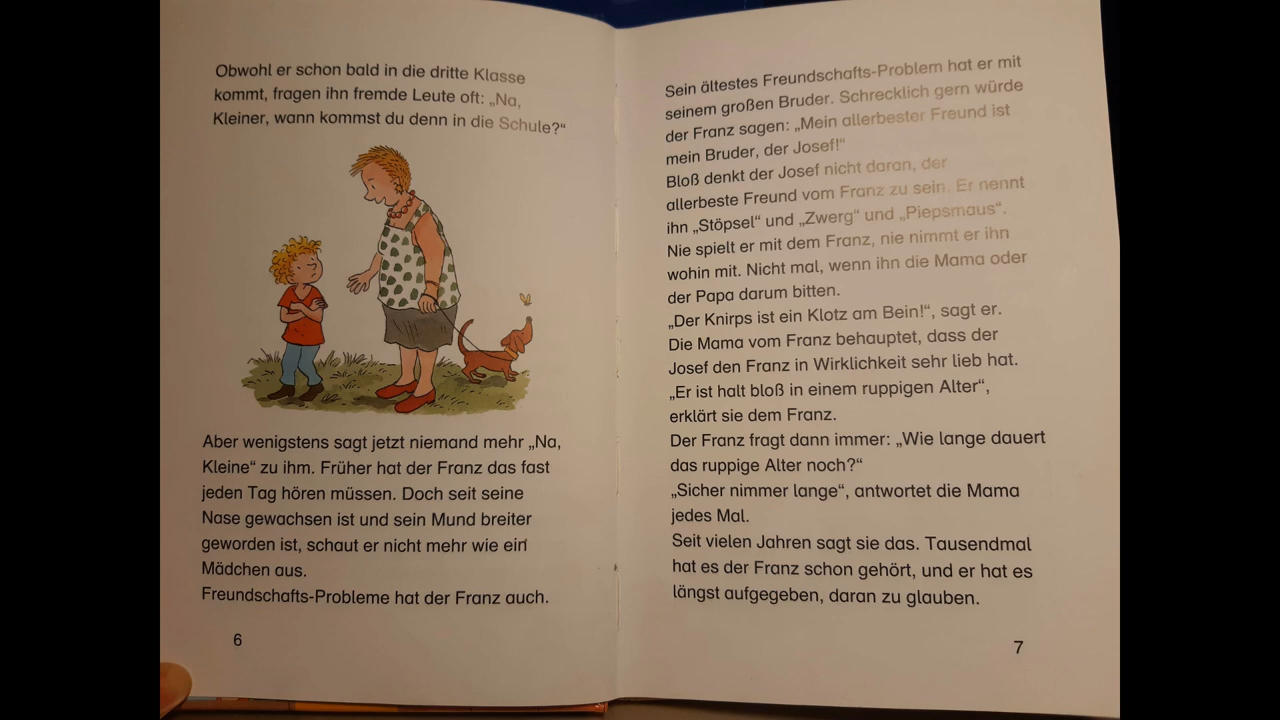 Obwohl er schon bald in die dritte Klasse
kommt, fragen ihn fremde Leute oft: „Na,
Kleiner, wann kommst du denn in die Schule?“
Aber wenigstens sagt jetzt niemand mehr „Na,
Kleine“ zu ihm. Früher hat der Franz das fast
jeden Tag hören müssen. Doch seit seine
Nase gewachsen ist und sein Mund breiter
geworden ist, schaut er nicht mehr wie ein
Mädchen aus.
Freundschafts-Probleme hat der Franz auch.
6
Sein ältestes Freundschafts-Problem hat er mit
seinem großen Bruder. Schrecklich gern würde
der Franz sagen: „Mein allerbester Freund ist
mein Bruder, der Josef!“
Bloß denkt der Josef nicht daran, der
allerbeste Freund vom Franz zu sein. Er nennt
ihn „Stöpsel“ und „Zwerg“ und „Piepsmaus“.
Nie spielt er mit dem Franz, nie nimmt er ihn
wohin mit. Nicht mal, wenn ihn die Mama oder
der Papa darum bitten.
„Der Knirps ist ein Klotz am Bein!“, sagt er.
Die Mama vom Franz behauptet, dass der
Josef den Franz in Wirklichkeit sehr lieb hat.
„Er ist halt bloß in einem ruppigen Alter“,
erklärt sie dem Franz.
Der Franz fragt dann immer: „Wie lange dauert
das ruppige Alter noch?“
„Sicher nimmer lange“, antwortet die Mama
jedes Mal.
Seit vielen Jahren sagt sie das. Tausendmal
hat es der Franz schon gehört, und er hat es
längst aufgegeben, daran zu glauben.
7